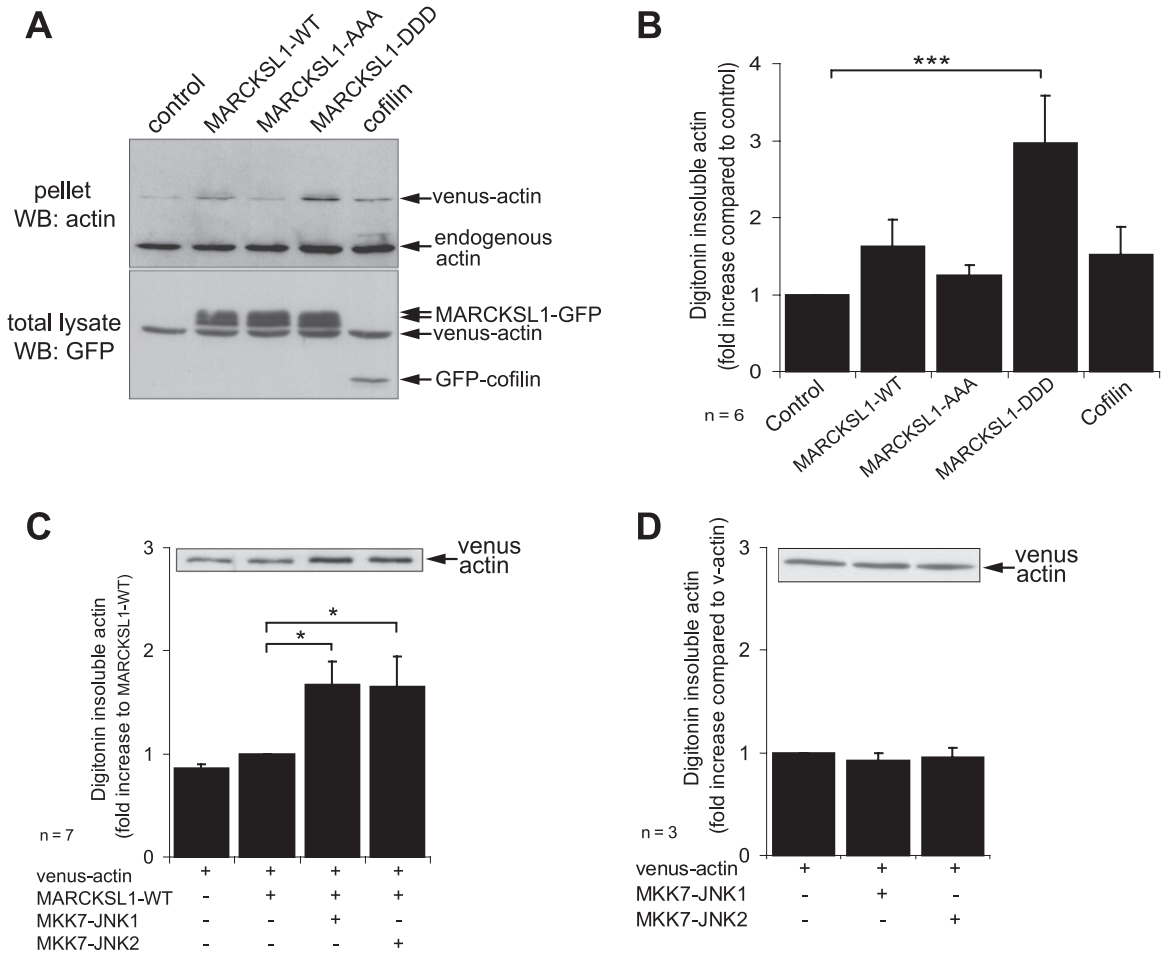 A
control
MARCKSL1-WT
MARCKSL1-AAA
MARCKSL1-DDD
cofilin
pellet
WB: actin
venus-actin
endogenous
actin
total lysate
WB: GFP
MARCKSL1-GFP
venus-actin
GFP-cofilin
B
Digitonin insoluble actin
(fold increase compared to control)
4
3
2
1
0
***
n = 6
Control
MARCKSL1-WT
MARCKSL1-AAA
MARCKSL1-DDD
Cofilin
C
Digitonin insoluble actin
(fold increase to MARCKSL1-WT)
3
2
1
0
venus
actin
*
*
n = 7
venus-actin + + + +
MARCKSL1-WT - + + +
MKK7-JNK1 - - + -
MKK7-JNK2 - - - +
D
Digitonin insoluble actin
(fold increase compared to v-actin)
3
2
1
0
venus
actin
n = 3
venus-actin + + +
MKK7-JNK1 - + -
MKK7-JNK2 - - +